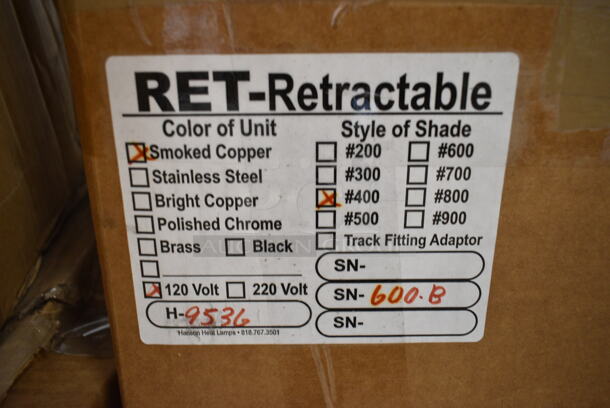 RET-Retractable
Color of Unit
Smoked Copper
Stainless Steel
Bright Copper
Polished Chrome
Brass Black
120 Volt 220 Volt
H-9536
Hanson Heat Lamps • 818.767.3501
Style of Shade
#200 #600
#300 #700
#400 #800
#500 #900
Track Fitting Adaptor
SN-
SN- 600-B
SN-